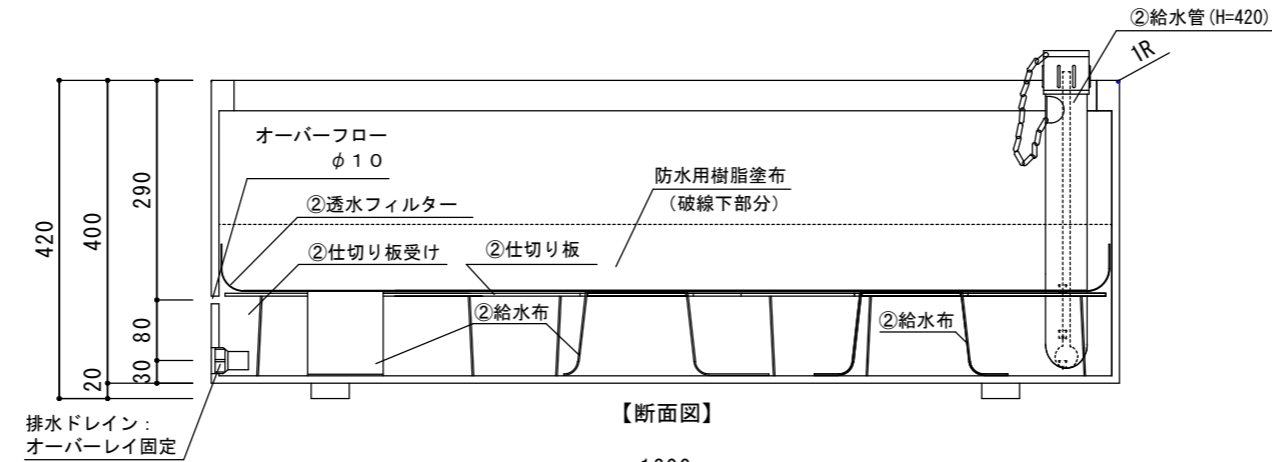 ②給水管(H=420)
1R
オーバーフロー
φ10
②透水フィルター
防水用樹脂塗布
(破線下部分)
②仕切り板受け
②仕切り板
②給水布
②給水布
420
400
290
80
30
20
【断面図】
排水ドレイン:
オーバーレイ固定